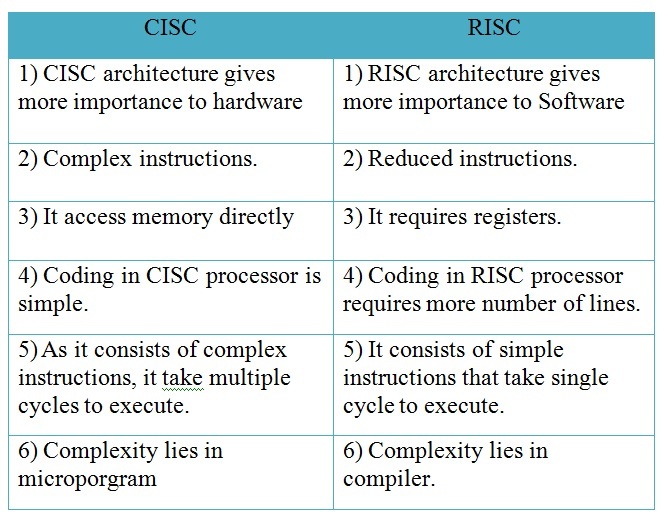 CISC
RISC
1) CISC architecture gives
more importance to hardware
1) RISC architecture gives
more importance to Software
2) Complex instructions.
2) Reduced instructions.
3) It access memory directly
3) It requires registers.
4) Coding in CISC processor is
simple.
4) Coding in RISC processor
requires more number of lines.
5) As it consists of complex
instructions, it take multiple
cycles to execute.
5) It consists of simple
instructions that take single
cycle to execute.
6) Complexity lies in
microporgram
6) Complexity lies in
compiler.